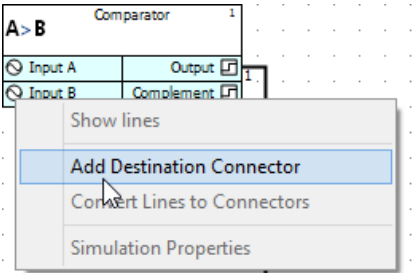 Comparator 1
A>B
Input A Output
1
Input B Complement
Show lines
Add Destination Connector
Convert Lines to Connectors
Simulation Properties